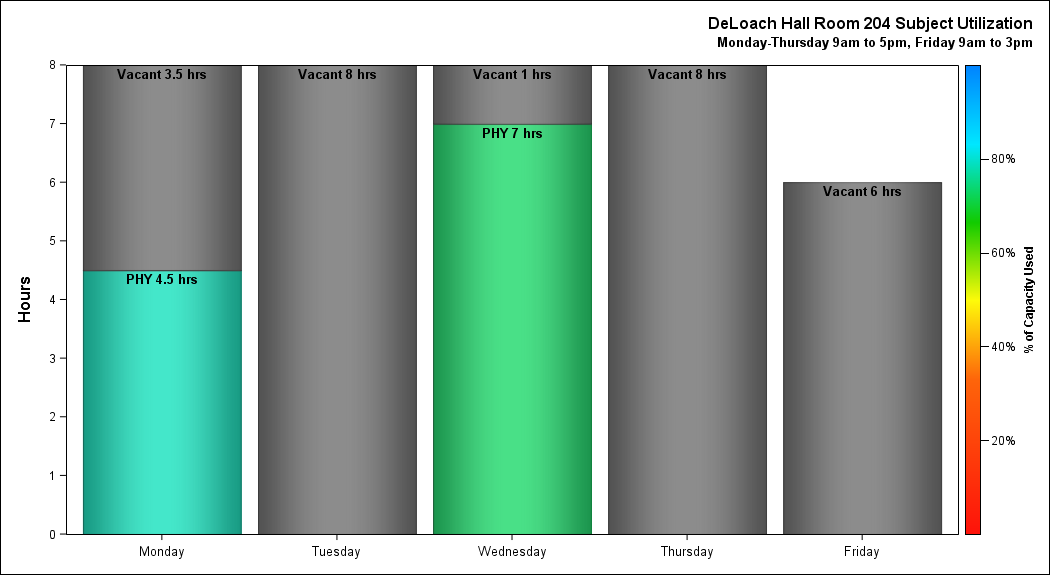 DeLoach Hall Room 204 Subject Utilization
Monday-Thursday 9am to 5pm, Friday 9am to 3pm
8
7
6
5
4
3
2
1
0
Hours
Vacant 3.5 hrs
PHY 4.5 hrs
Vacant 8 hrs
Vacant 1 hrs
PHY 7 hrs
Vacant 8 hrs
Vacant 6 hrs
Monday
Tuesday
Wednesday
Thursday
Friday
80%
60%
40%
20%
% of Capacity Used